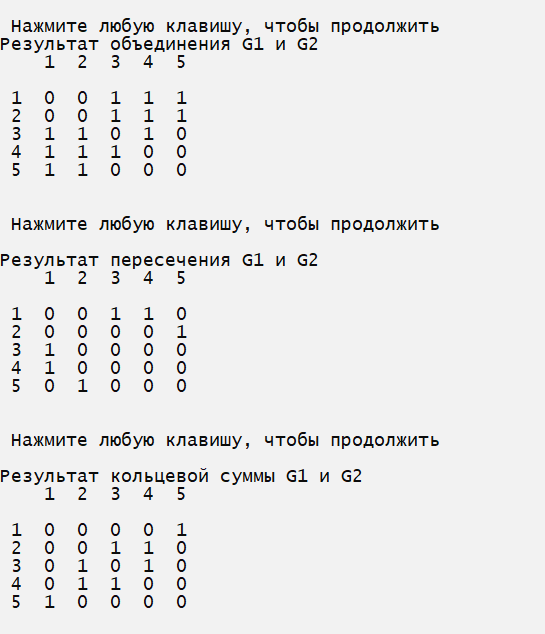 Нажмите любую клавишу, чтобы продолжить
Результат объединения G1 и G2
1 2 3 4 5
1 0 0 1 1 1
2 0 0 1 1 1
3 1 1 0 1 0
4 1 1 1 0 0
5 1 1 0 0 0
Нажмите любую клавишу, чтобы продолжить
Результат пересечения G1 и G2
1 2 3 4 5
1 0 0 1 1 0
2 0 0 0 0 1
3 1 0 0 0 0
4 1 0 0 0 0
5 0 1 0 0 0
Нажмите любую клавишу, чтобы продолжить
Результат кольцевой суммы G1 и G2
1 2 3 4 5
1 0 0 0 0 1
2 0 0 1 1 0
3 0 1 0 1 0
4 0 1 1 0 0
5 1 0 0 0 0